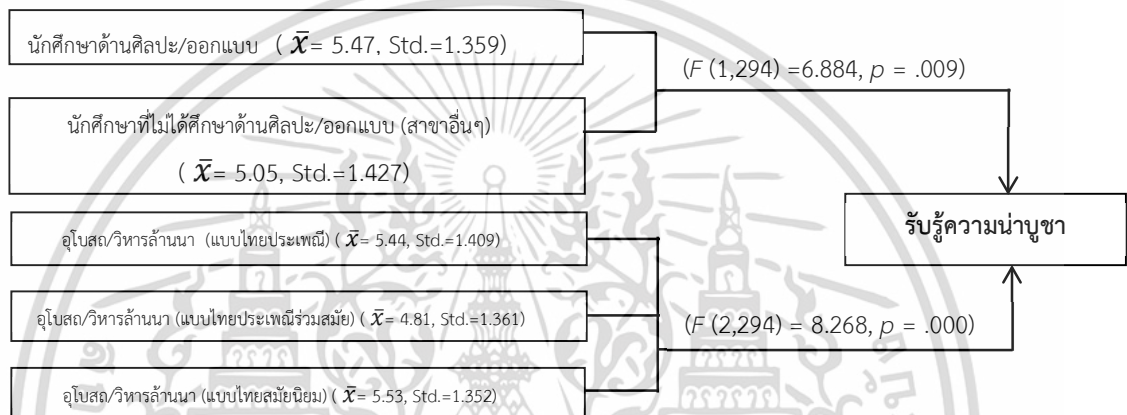 นักศึกษาด้านศิลปะ/ออกแบบ ( x̄ = 5.47, Std.=1.359)
(F (1,294) =6.884, p = .009)
นักศึกษาที่ไม่ได้ศึกษาด้านศิลปะ/ออกแบบ (สาขาอื่นๆ)
( x̄ = 5.05, Std.=1.427)
รับรู้ความน่าบูชา
อุโบสถ/วิหารล้านนา (แบบไทยประเพณี) ( x̄ = 5.44, Std.=1.409)
อุโบสถ/วิหารล้านนา (แบบไทยประเพณีร่วมสมัย) ( x̄ = 4.81, Std.=1.361)
(F (2,294) = 8.268, p = .000)
อุโบสถ/วิหารล้านนา (แบบไทยสมัยนิยม) ( x̄ = 5.53, Std.=1.352)